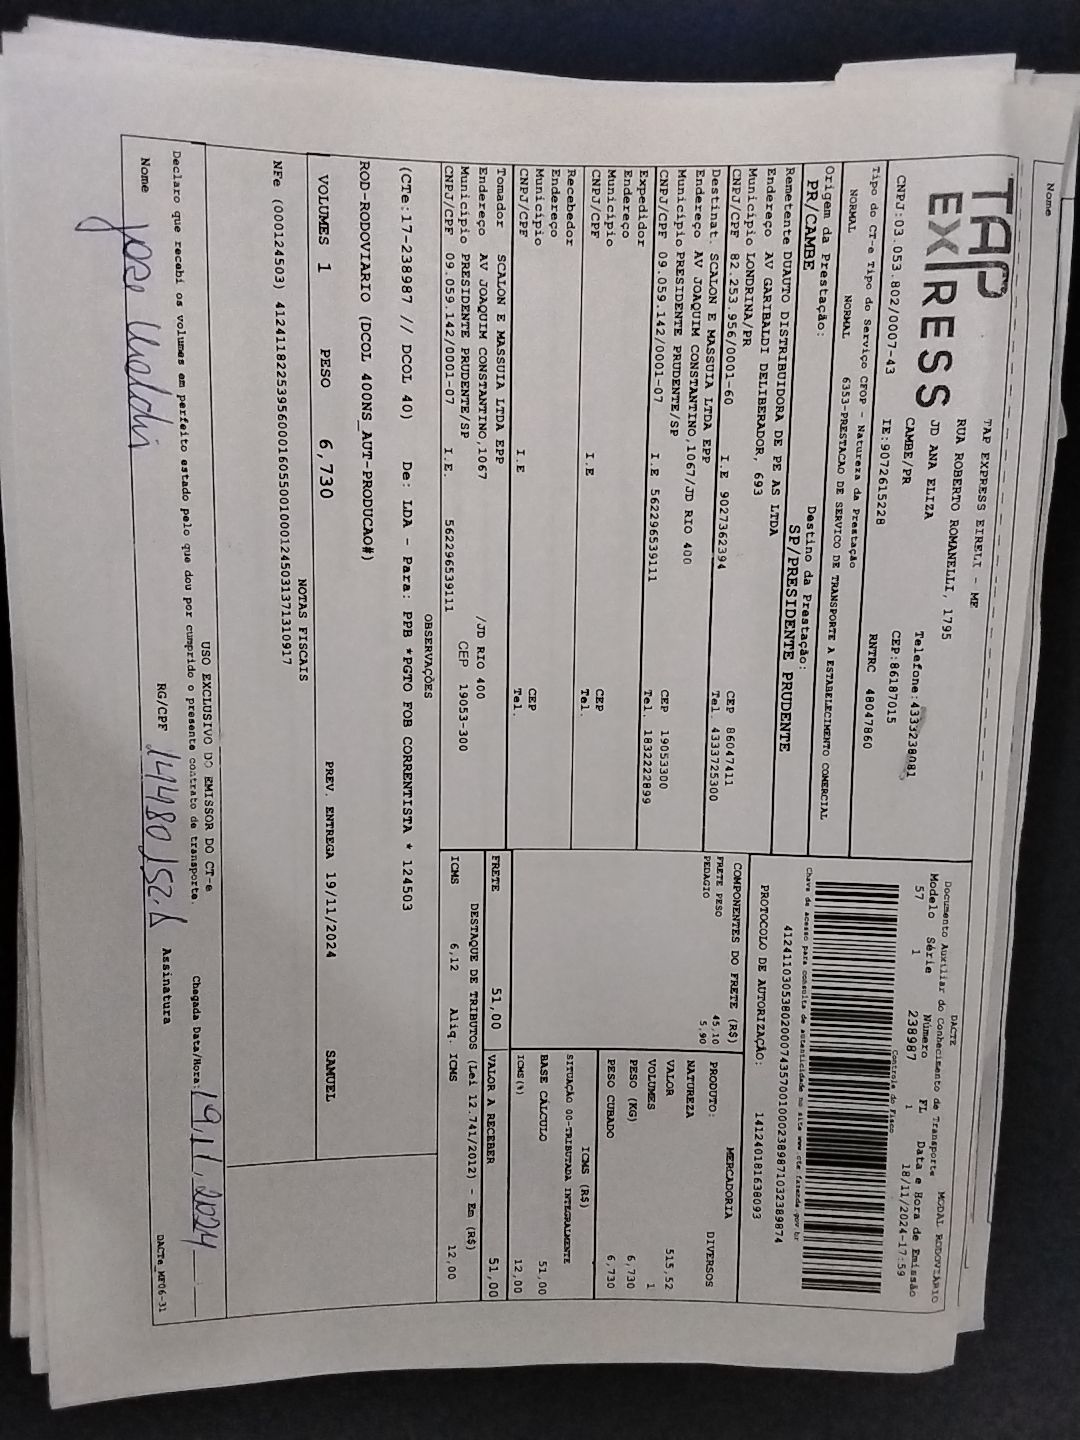 Nome
TAP
EXPRESS
TAP EXPRESS EIRELI - ME
RUA ROBERTO ROMANELLI, 1795
JD ANA ELIZA
CAMBE/PR
Telefone:4333238081
CEP:86187015
CNPJ:03.053.802/0007-43 IE:9072615228 RNTRC 48047860
Tipo do CT-e Tipo do Serviço CFOP - Natureza da Prestação
NORMAL NORMAL 6353-PRESTACAO DE SERVICO DE TRANSPORTE A ESTABELECIMENTO COMERCIAL
Origem da Prestação: Destino da Prestação:
PR/CAMBE SP/PRESIDENTE PRUDENTE
DACTE
Documento Auxiliar do Conhecimento de Transporte MODAL RODOVIÁRIO
Modelo Série Número FL Data e Hora de Emissão
57 1 238987 1 18/11/2024-17:59
Controle do Fisco
Chave de acesso para consulta de autenticidade no site www.cte.fazenda.gov.br
41241103053802000743570010002389871032389874
PROTOCOLO DE AUTORIZAÇÃO: 141240181638093
Remetente DUAUTO DISTRIBUIDORA DE PE AS LTDA
Endereço AV GARIBALDI DELIBERADOR, 693
Município LONDRINA/PR CEP 86047411
CNPJ/CPF 82.253.956/0001-60 I.E 9027362394 Tel. 4333725300
Destinat. SCALON E MASSUIA LTDA EPP
Endereço AV JOAQUIM CONSTANTINO,1067/JD RIO 400
Município PRESIDENTE PRUDENTE/SP CEP 19053300
CNPJ/CPF 09.059.142/0001-07 I.E 562296539111 Tel. 1832222899
Expedidor
Endereço
Município CEP
CNPJ/CPF I.E Tel.
Recebedor
Endereço
Município CEP
CNPJ/CPF I.E Tel.
Tomador SCALON E MASSUIA LTDA EPP
Endereço AV JOAQUIM CONSTANTINO,1067 /JD RIO 400
Município PRESIDENTE PRUDENTE/SP CEP 19053-300
CNPJ/CPF 09.059.142/0001-07 I.E. 562296539111
COMPONENTES DO FRETE (R$)
FRETE PESO 45,10
PEDAGIO 5,90
MERCADORIA
PRODUTO: DIVERSOS
NATUREZA
VALOR 515,52
VOLUMES 1
PESO (KG) 6,730
PESO CUBADO 6,730
ICMS (R$)
SITUAÇÃO 00-TRIBUTADA INTEGRALMENTE
BASE CÁLCULO 51,00
ICMS(%) 12,00
FRETE 51,00 VALOR A RECEBER 51,00
DESTAQUE DE TRIBUTOS (Lei 12.741/2012) - Em (R$)
ICMS 6,12 Alíq. ICMS 12,00
OBSERVAÇÕES
(CTe:17-238987 // DCOL 40) De: LDA - Para: PPB *PGTO FOB CORRENTISTA * 124503
ROD-RODOVIARIO (DCOL 400NS_AUT-PRODUCAO#)
VOLUMES 1 PESO 6,730 PREV. ENTREGA 19/11/2024 SAMUEL
NOTAS FISCAIS
NFe (000124503) 41241182253956000160550010001245031371310917
USO EXCLUSIVO DO EMISSOR DO CT-e
Declaro que recebi os volumes em perfeito estado pelo que dou por cumprido o presente contrato de transporte. Chegada Data/Hora: 19,11,2024
Nome Jose RG/CPF Assinatura
DACTe_MF06-31